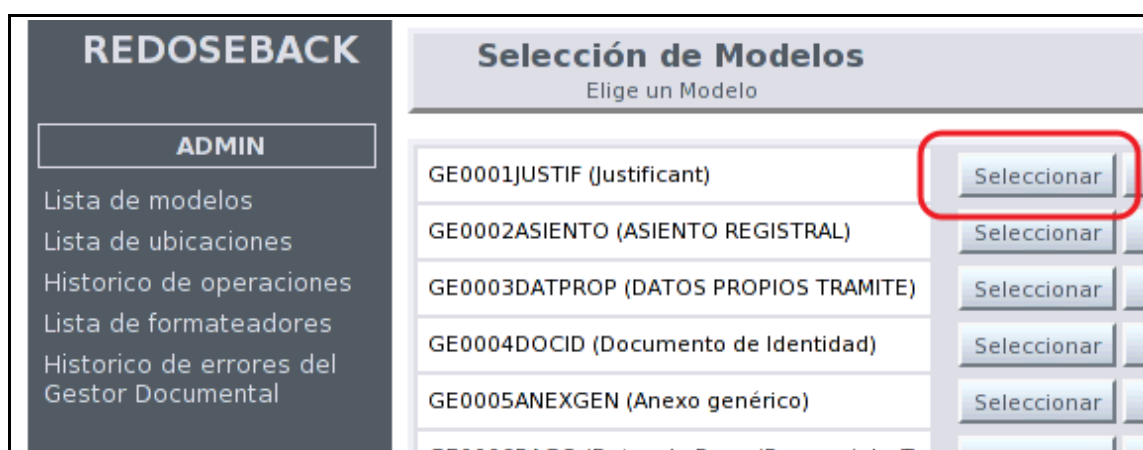 REDOSEBACK
ADMIN
Lista de modelos
Lista de ubicaciones
Historico de operaciones
Lista de formateadores
Historico de errores del
Gestor Documental
Selección de Modelos
Elige un Modelo
GE0001JUSTIF (Justificant) Seleccionar
GE0002ASIENTO (ASIENTO REGISTRAL) Seleccionar
GE0003DATPROP (DATOS PROPIOS TRAMITE) Seleccionar
GE0004DOCID (Documento de Identidad) Seleccionar
GE0005ANEXGEN (Anexo genérico) Seleccionar